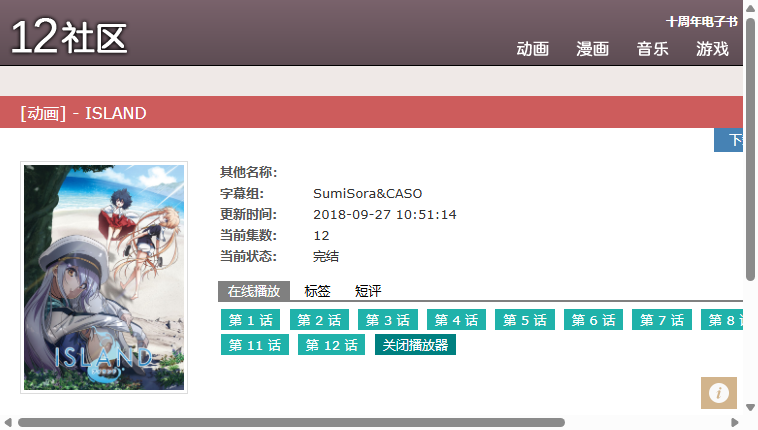 12社区
十周年电子书
动画 漫画 音乐 游戏
[动画] - ISLAND
ISLAND
其他名称:
字幕组: SumiSora&CASO
更新时间: 2018-09-27 10:51:14
当前集数: 12
当前状态: 完结
在线播放 标签 短评
第 1 话 第 2 话 第 3 话 第 4 话 第 5 话 第 6 话 第 7 话 第 8
第 11 话 第 12 话 关闭播放器